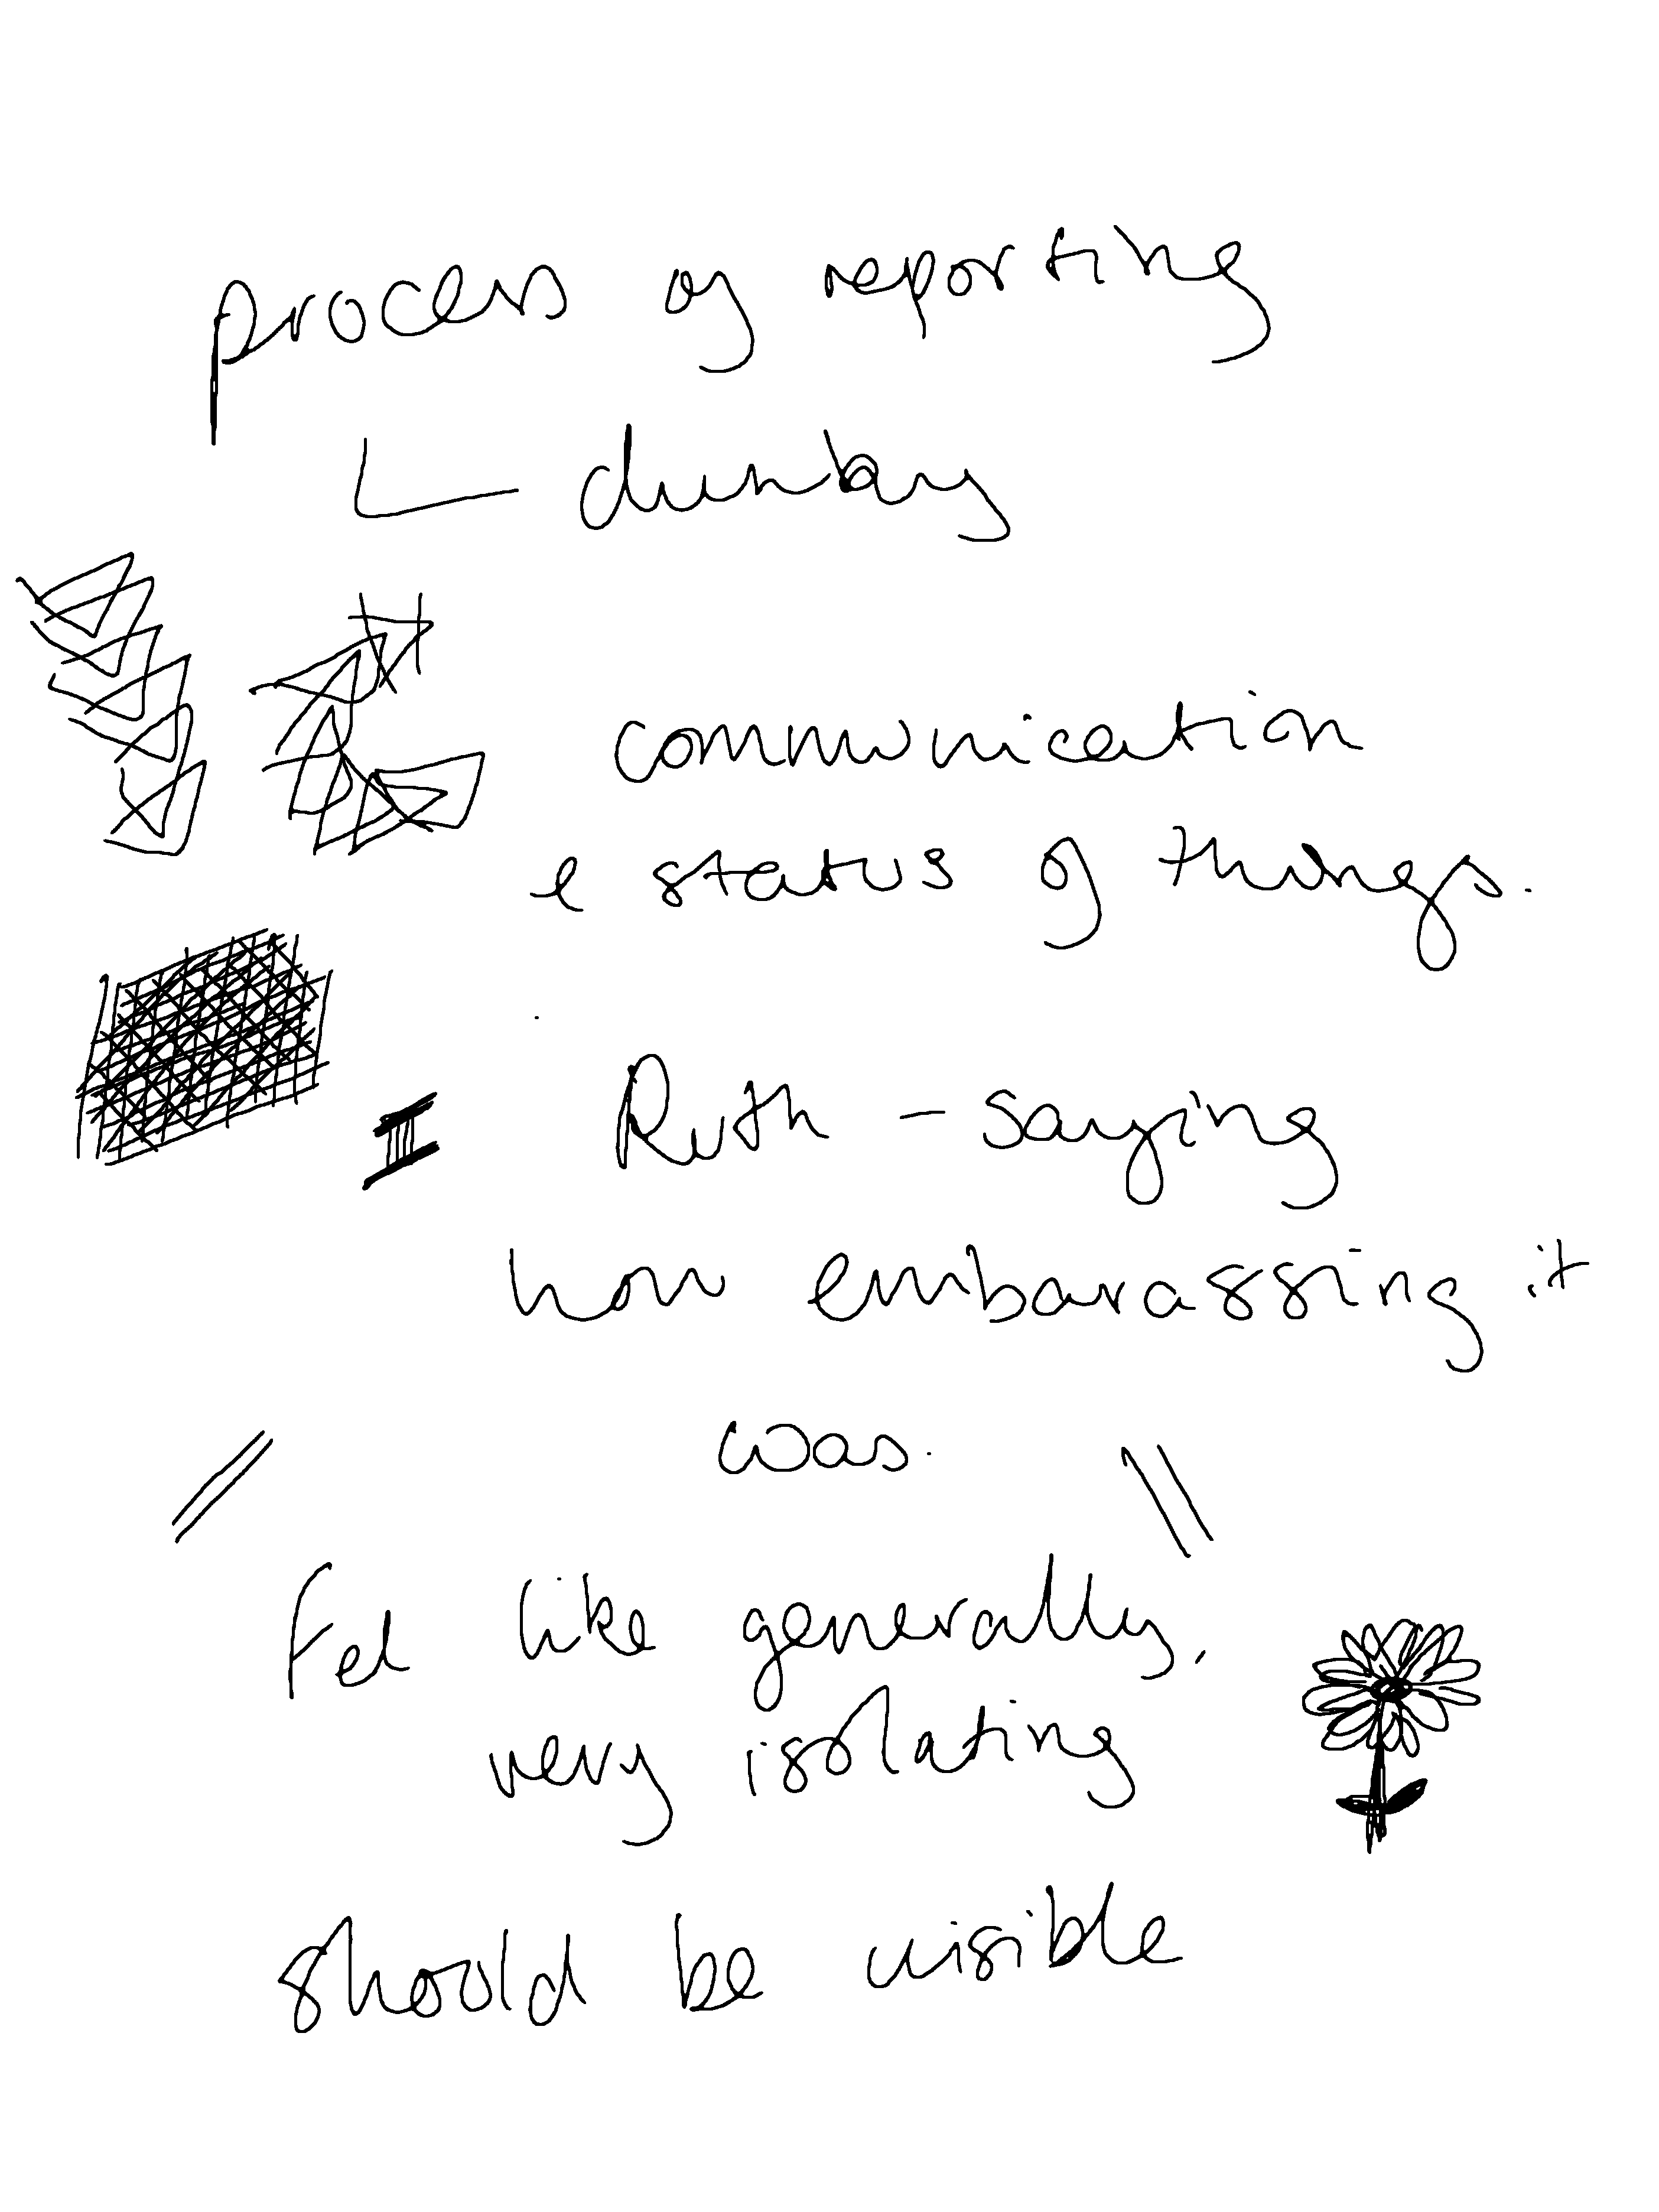 process of reporting
communication
e status of things.
Ruth - saying
how embarassing it
was.
Fel like generally,
very isolating
should be visible